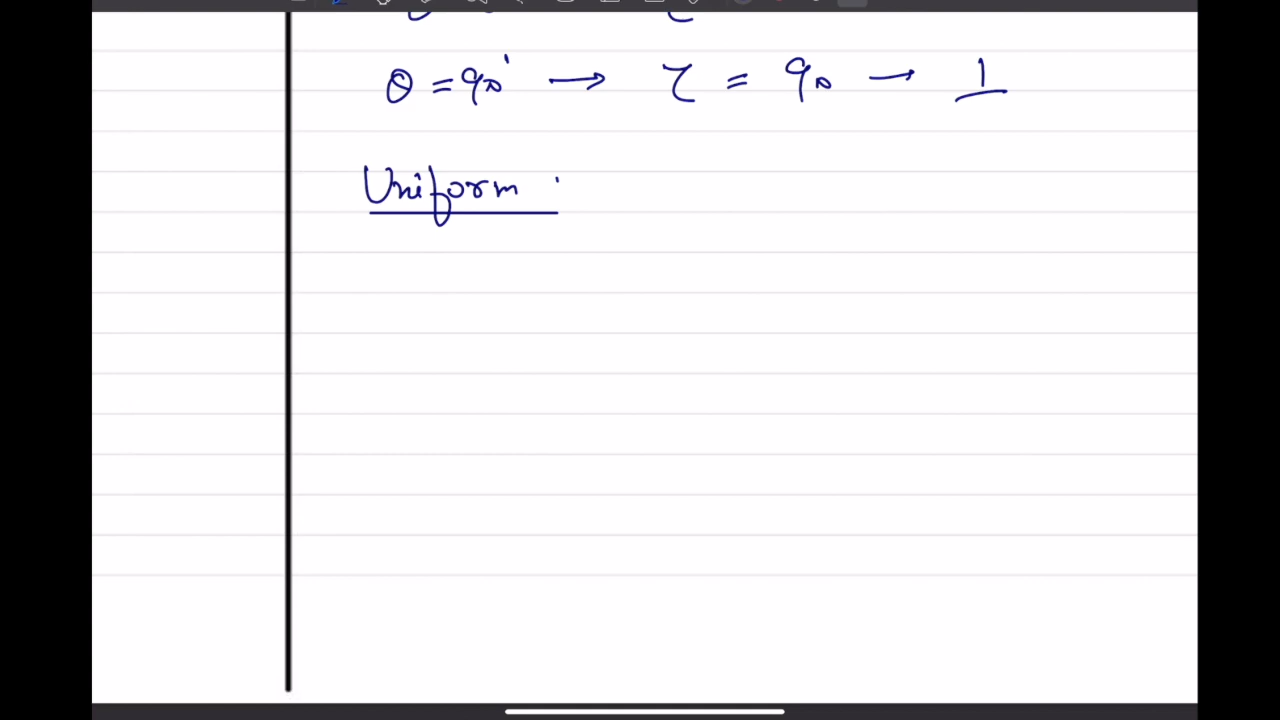 θ = 90° → τ = 90 → 1
Uniform :